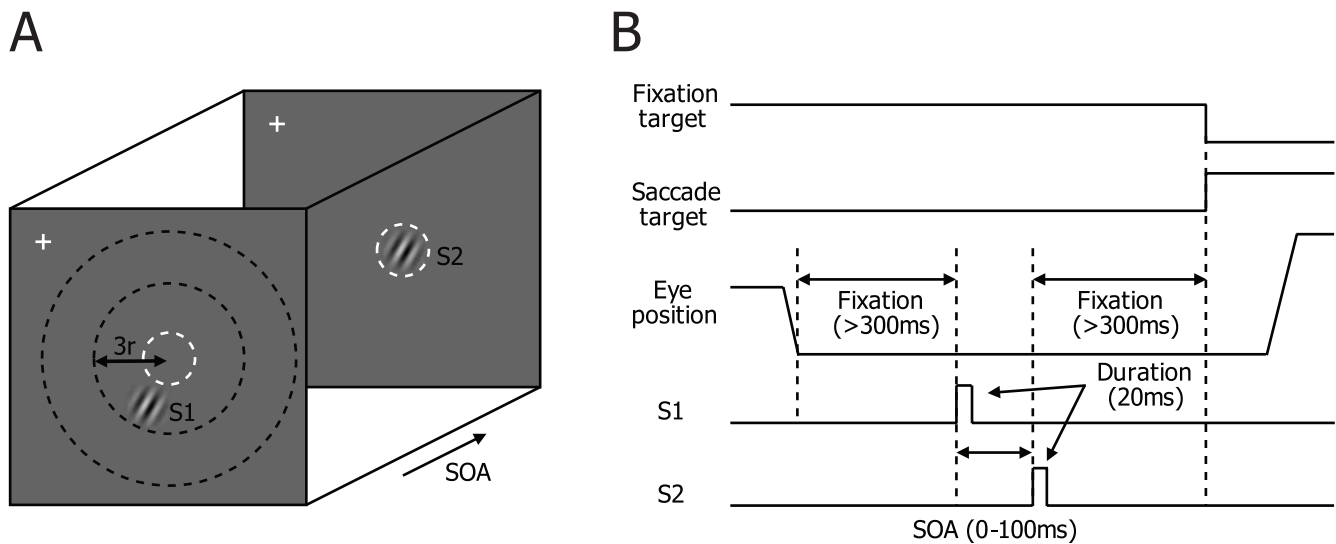 A
3r
S1
S2
SOA
B
Fixation
target
Saccade
target
Eye
position
Fixation
(>300ms)
Fixation
(>300ms)
Duration
(20ms)
S1
S2
SOA (0-100ms)